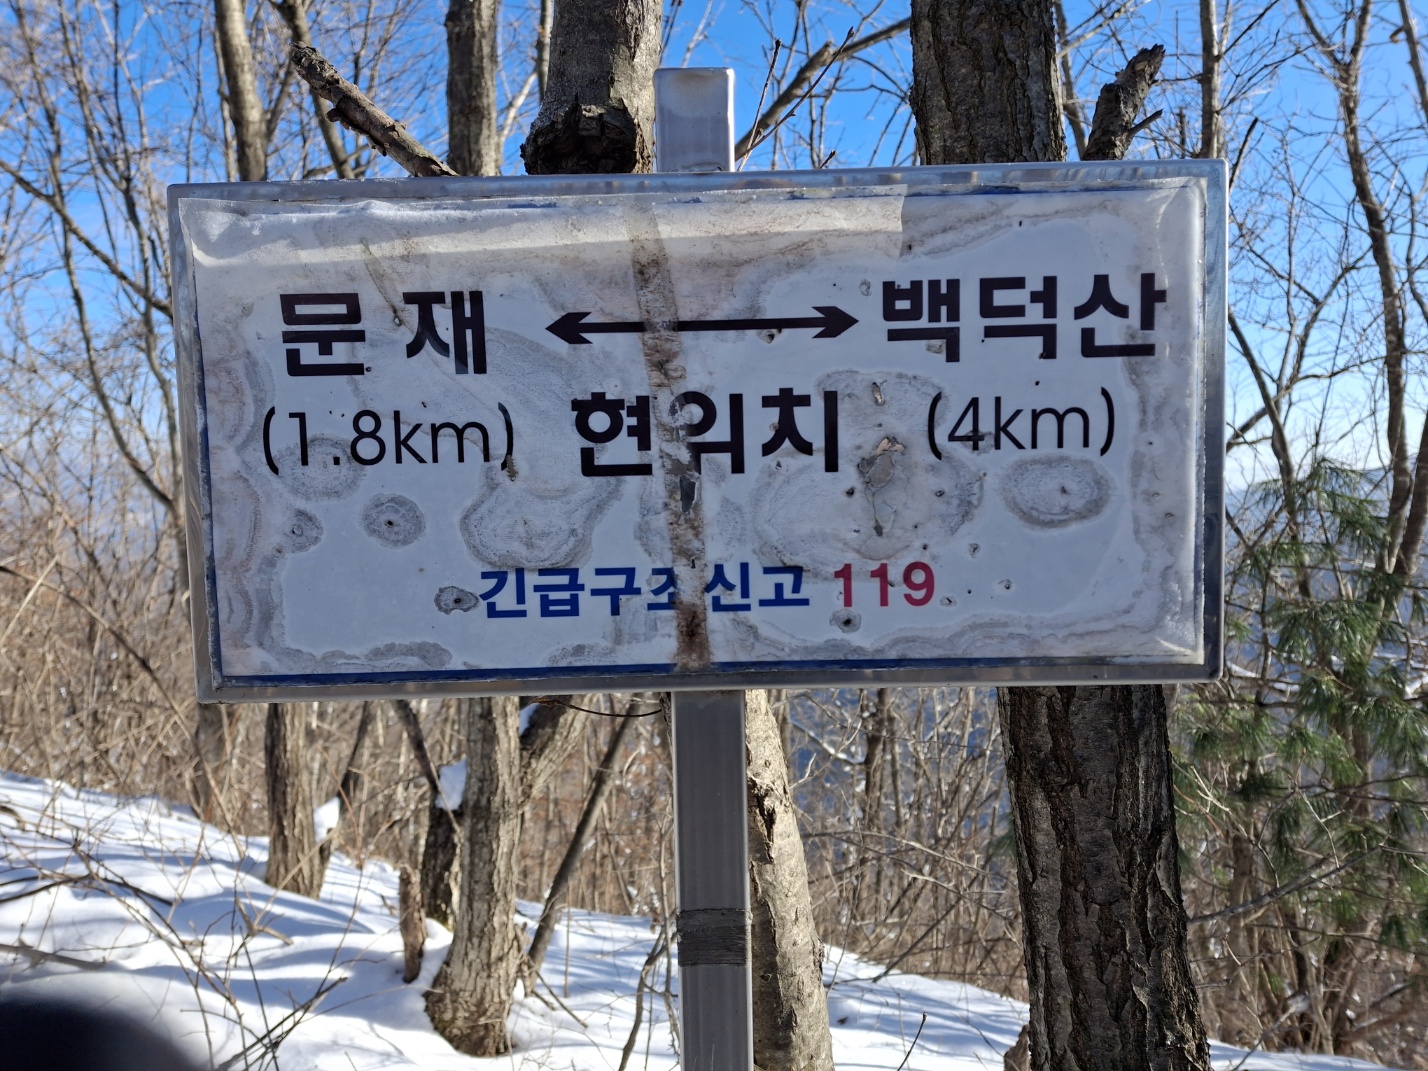 문재 ↔ 백덕산
(1.8km) 현위치 (4km)
긴급구조신고 119